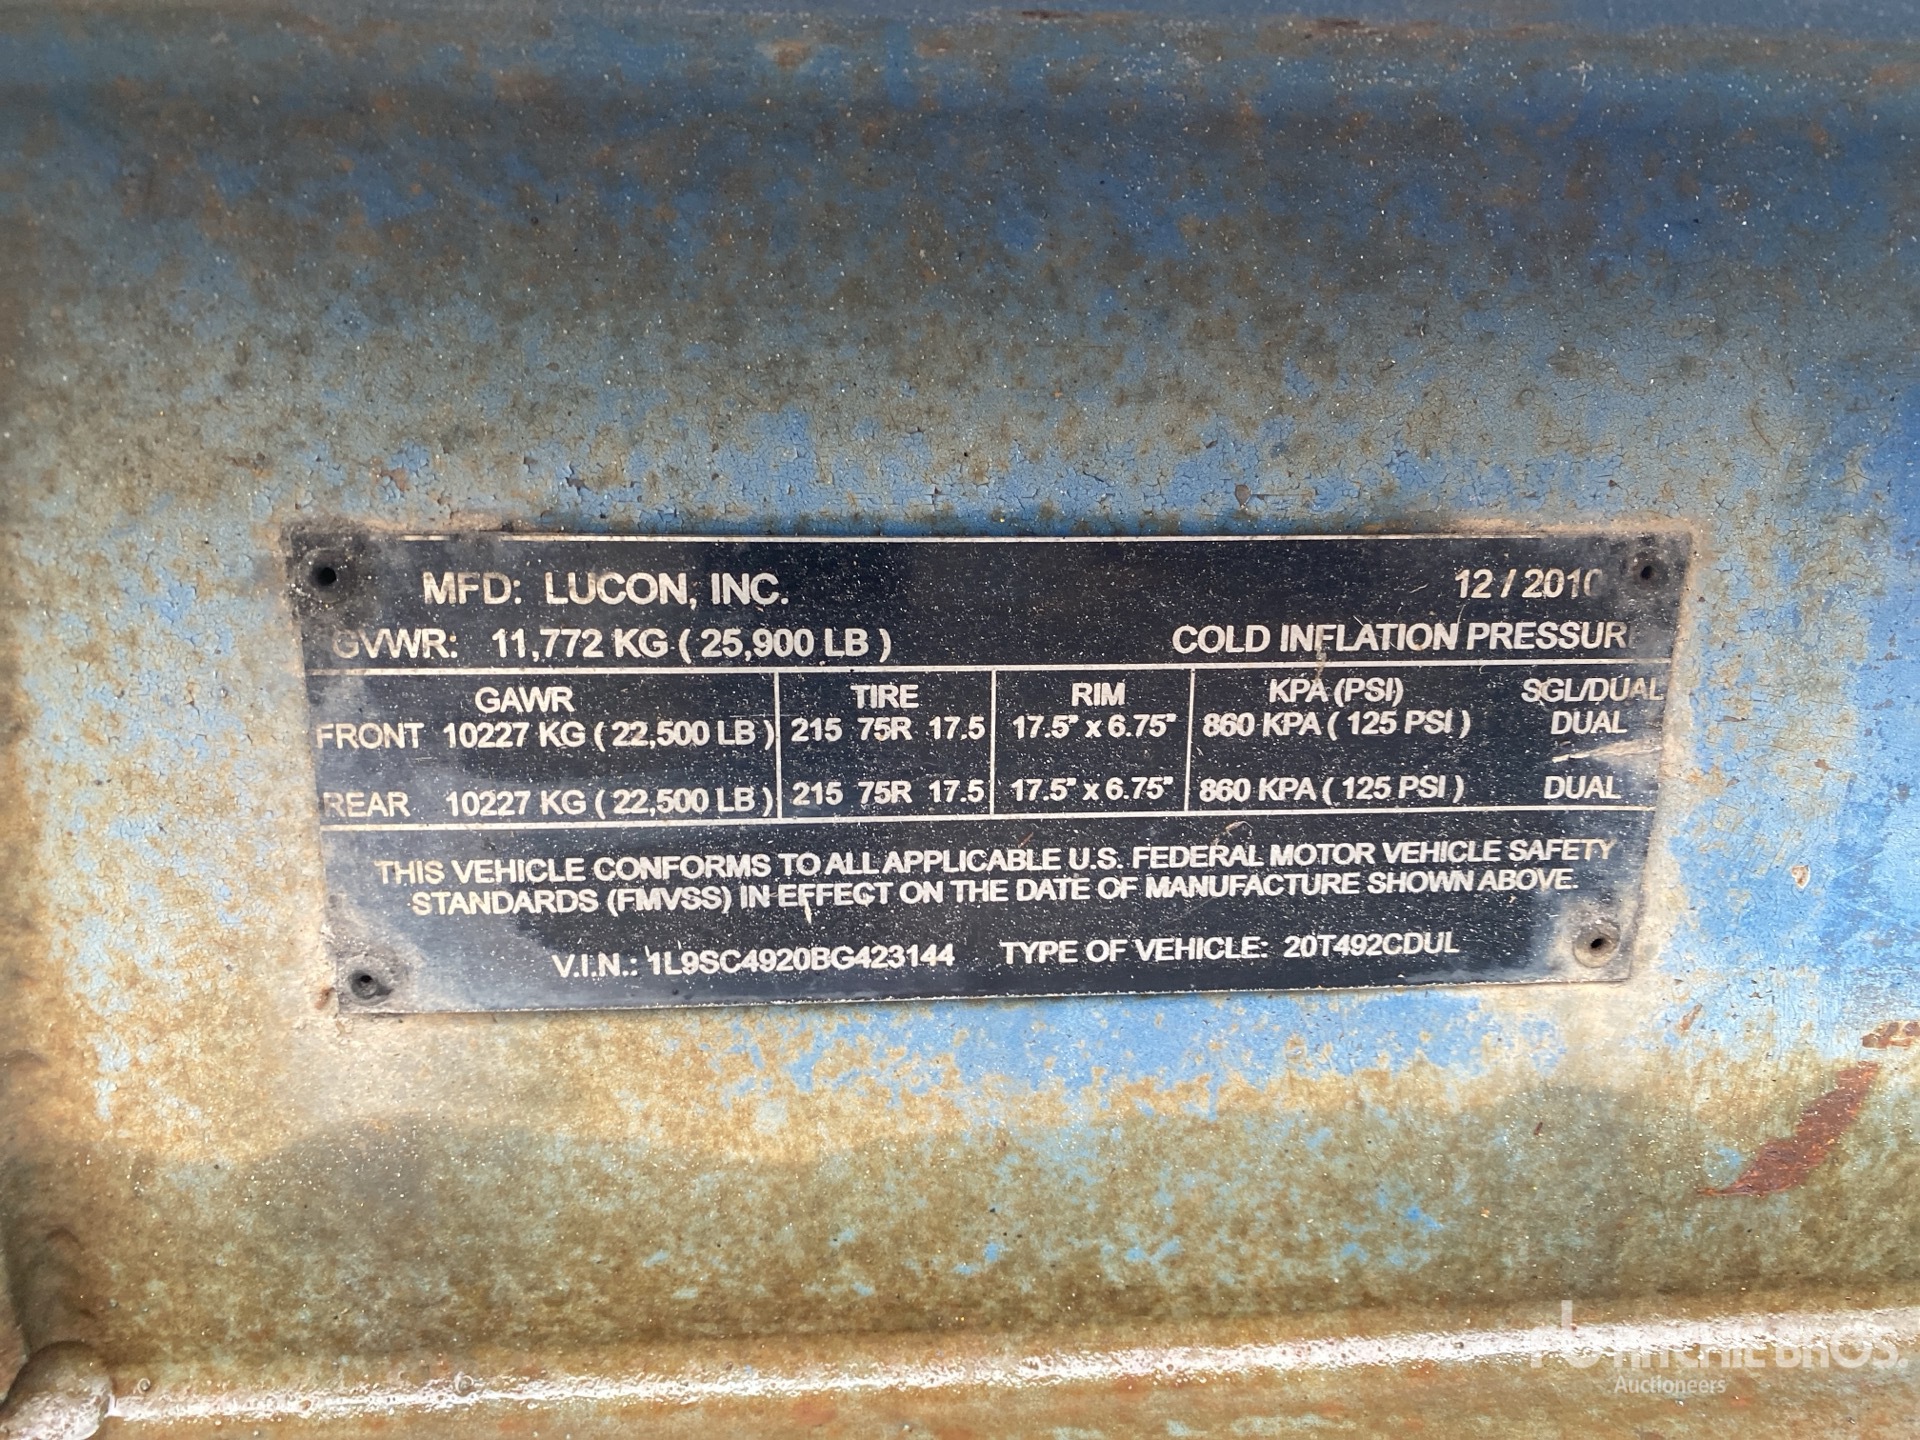 MFD: LUCON, INC. 12 / 2010
GVWR: 11,772 KG ( 25,900 LB ) COLD INFLATION PRESSURE
GAWR TIRE RIM KPA (PSI) SGL/DUAL
FRONT 10227 KG ( 22,500 LB ) 215 75R 17.5 17.5" x 6.75" 860 KPA ( 125 PSI ) DUAL
REAR 10227 KG ( 22,500 LB ) 215 75R 17.5 17.5" x 6.75" 860 KPA ( 125 PSI ) DUAL
THIS VEHICLE CONFORMS TO ALL APPLICABLE U.S. FEDERAL MOTOR VEHICLE SAFETY
STANDARDS (FMVSS) IN EFFECT ON THE DATE OF MANUFACTURE SHOWN ABOVE.
V.I.N.: 1L9SC4920BG423144 TYPE OF VEHICLE: 20T492CDUL
rb RITCHIE BROS.
Auctioneers